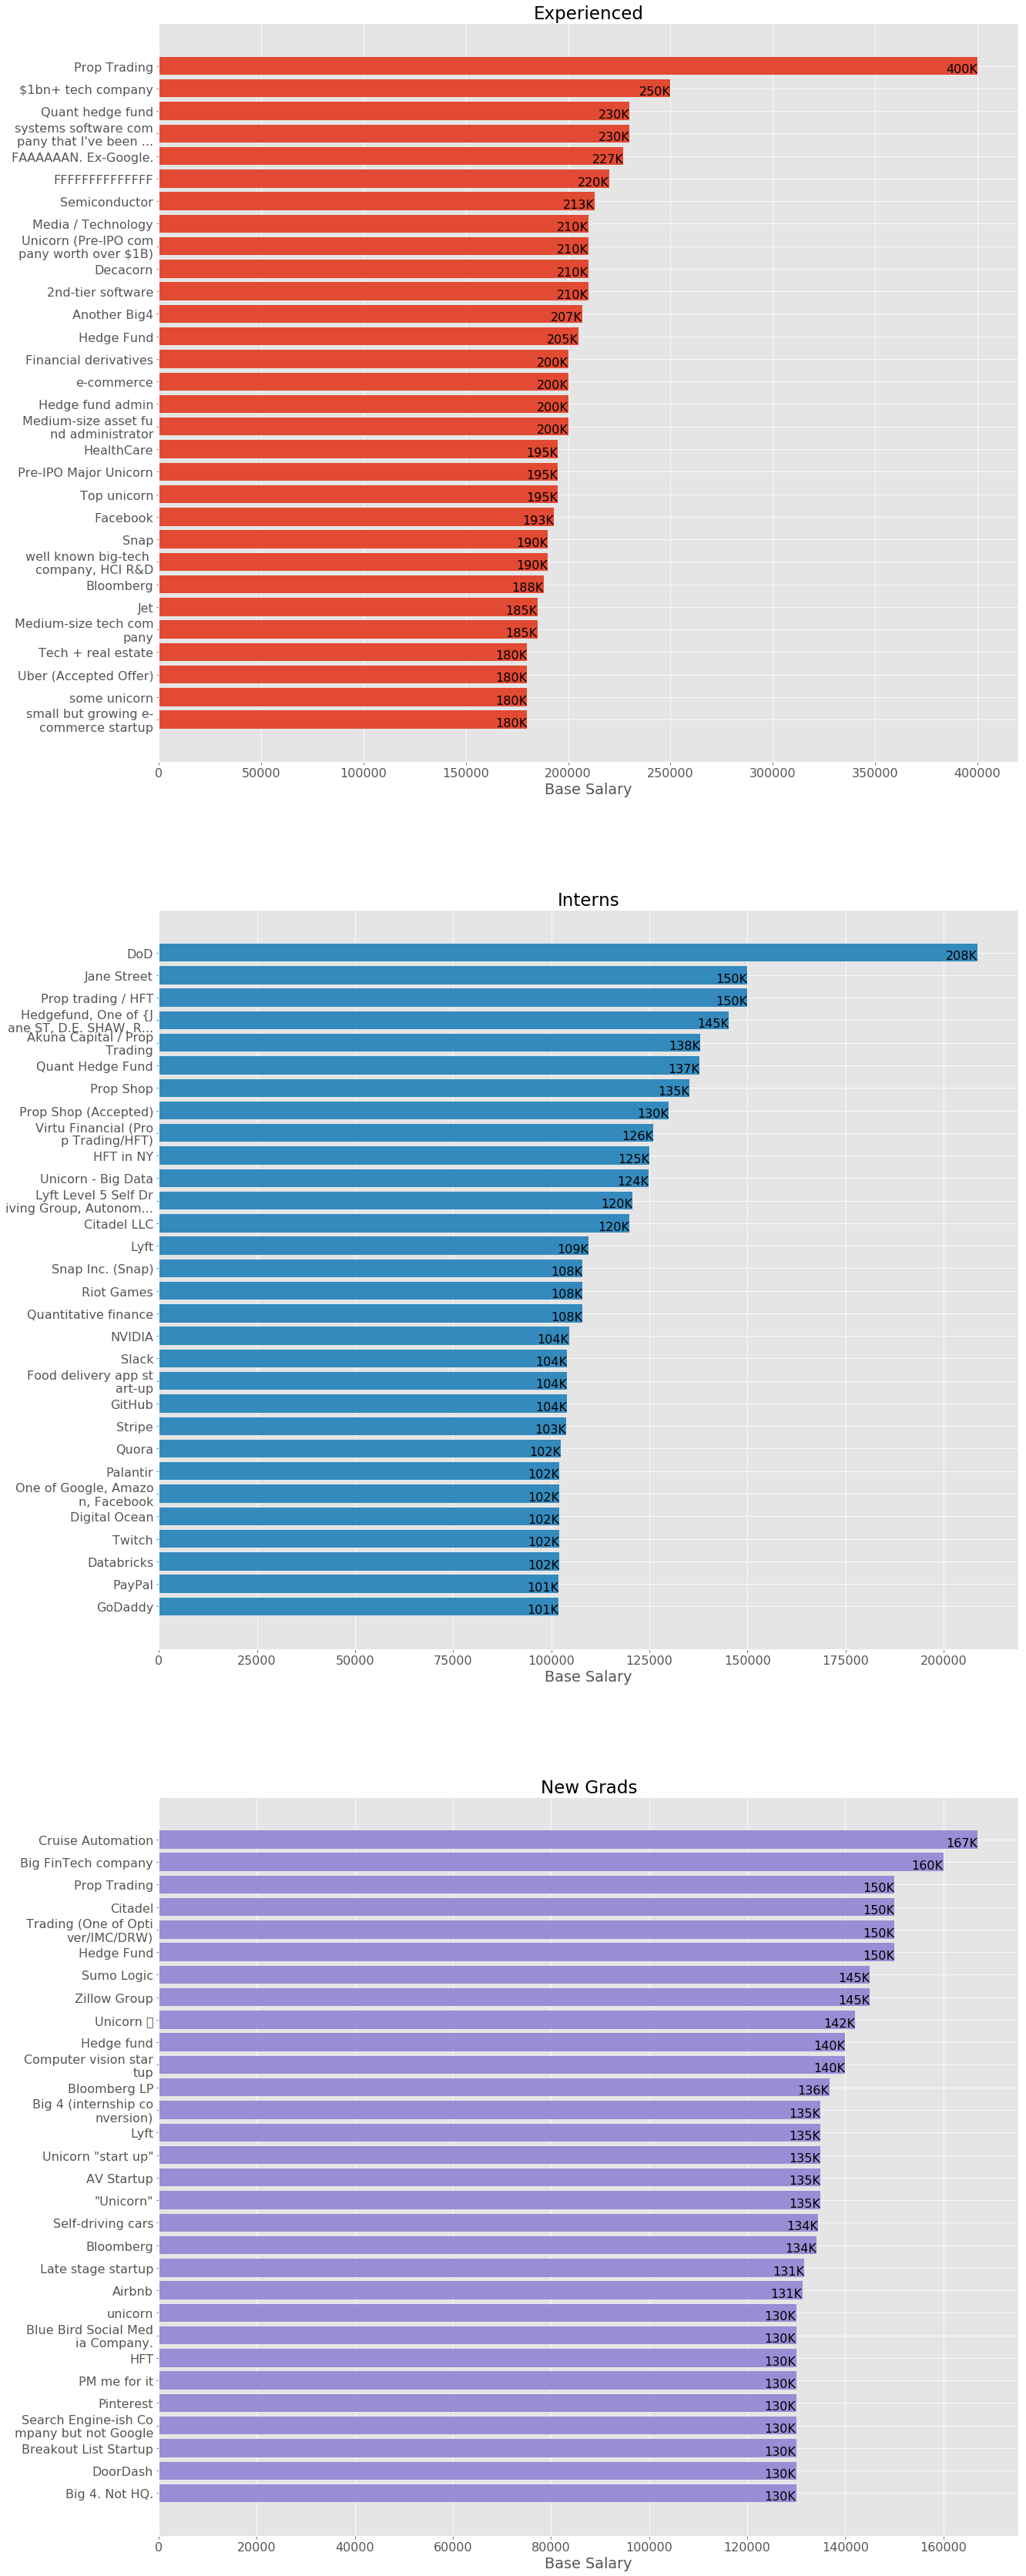 Experienced
Prop Trading
400K
$1bn+ tech company
250K
Quant hedge fund
230K
systems software com
pany that I've been ...
230K
FAAAAAAN. Ex-Google.
227K
FFFFFFFFFFFFFF
220K
Semiconductor
213K
Media / Technology
210K
Unicorn (Pre-IPO com
pany worth over $1B)
210K
Decacorn
210K
2nd-tier software
210K
Another Big4
207K
Hedge Fund
205K
Financial derivatives
200K
e-commerce
200K
Hedge fund admin
200K
Medium-size asset fu
nd administrator
200K
HealthCare
195K
Pre-IPO Major Unicorn
195K
Top unicorn
195K
Facebook
193K
Snap
190K
well known big-tech
company, HCI R&D
190K
Bloomberg
188K
Jet
185K
Medium-size tech com
pany
185K
Tech + real estate
180K
Uber (Accepted Offer)
180K
some unicorn
180K
small but growing e-
commerce startup
180K
0 50000 100000 150000 200000 250000 300000 350000 400000
Base Salary
Interns
DoD
208K
Jane Street
150K
Prop trading / HFT
150K
Hedgefund, One of {J
ane ST, D.E. SHAW, R...
145K
Akuna Capital / Prop
Trading
138K
Quant Hedge Fund
137K
Prop Shop
135K
Prop Shop (Accepted)
130K
Virtu Financial (Pro
p Trading/HFT)
126K
HFT in NY
125K
Unicorn - Big Data
124K
Lyft Level 5 Self Dr
iving Group, Autonom...
120K
Citadel LLC
120K
Lyft
109K
Snap Inc. (Snap)
108K
Riot Games
108K
Quantitative finance
108K
NVIDIA
104K
Slack
104K
Food delivery app st
art-up
104K
GitHub
104K
Stripe
103K
Quora
102K
Palantir
102K
One of Google, Amazo
n, Facebook
102K
Digital Ocean
102K
Twitch
102K
Databricks
102K
PayPal
101K
GoDaddy
101K
0 25000 50000 75000 100000 125000 150000 175000 200000
Base Salary
New Grads
Cruise Automation
167K
Big FinTech company
160K
Prop Trading
150K
Citadel
150K
Trading (One of Opti
ver/IMC/DRW)
150K
Hedge Fund
150K
Sumo Logic
145K
Zillow Group
145K
Unicorn
142K
Hedge fund
140K
Computer vision star
tup
140K
Bloomberg LP
136K
Big 4 (internship co
nversion)
135K
Lyft
135K
Unicorn "start up"
135K
AV Startup
135K
"Unicorn"
135K
Self-driving cars
134K
Bloomberg
134K
Late stage startup
131K
Airbnb
131K
unicorn
130K
Blue Bird Social Med
ia Company.
130K
HFT
130K
PM me for it
130K
Pinterest
130K
Search Engine-ish Co
mpany but not Google
130K
Breakout List Startup
130K
DoorDash
130K
Big 4. Not HQ.
130K
0 20000 40000 60000 80000 100000 120000 140000 160000
Base Salary